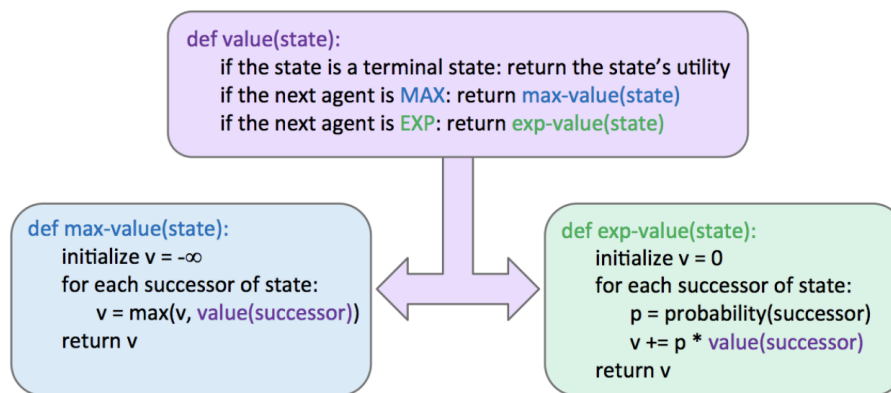 def value(state):
if the state is a terminal state: return the state’s utility
if the next agent is MAX: return max-value(state)
if the next agent is EXP: return exp-value(state)
def max-value(state):
initialize v = -∞
for each successor of state:
v = max(v, value(successor))
return v
def exp-value(state):
initialize v = 0
for each successor of state:
p = probability(successor)
v += p * value(successor)
return v